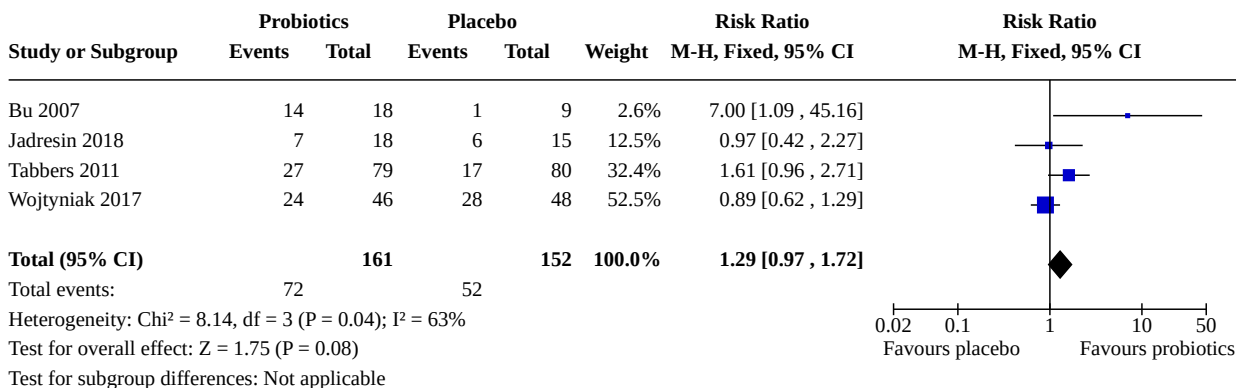 Probiotics Placebo Risk Ratio Risk Ratio
Study or Subgroup Events Total Events Total Weight M-H, Fixed, 95% CI M-H, Fixed, 95% CI
Bu 2007 14 18 1 9 2.6% 7.00 [1.09 , 45.16]
Jadresin 2018 7 18 6 15 12.5% 0.97 [0.42 , 2.27]
Tabbers 2011 27 79 17 80 32.4% 1.61 [0.96 , 2.71]
Wojtyniak 2017 24 46 28 48 52.5% 0.89 [0.62 , 1.29]
Total (95% CI) 161 152 100.0% 1.29 [0.97 , 1.72]
Total events: 72 52
Heterogeneity: Chi² = 8.14, df = 3 (P = 0.04); I² = 63%
Test for overall effect: Z = 1.75 (P = 0.08)
Test for subgroup differences: Not applicable
0.02 0.1 1 10 50
Favours placebo Favours probiotics